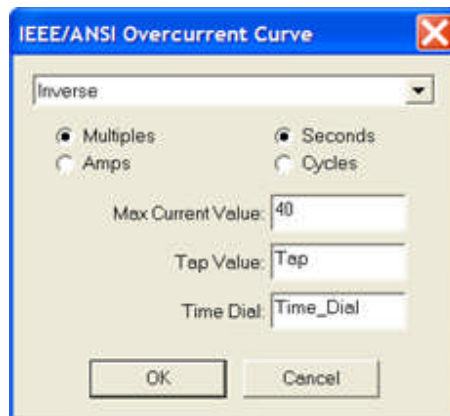 IEEE/ANSI Overcurrent Curve
Inverse
Multiples Seconds
Amps Cycles
Max Current Value: 40
Tap Value: Tap
Time Dial: Time_Dial
OK Cancel